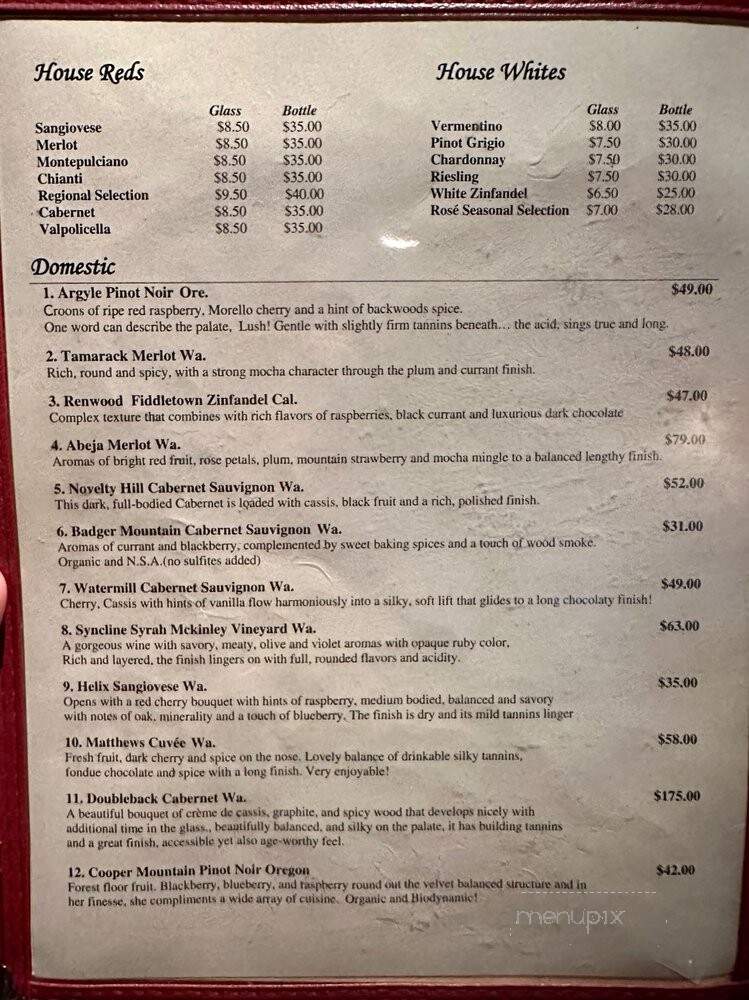 House Reds
Glass Bottle
Sangiovese $8.50 $35.00
Merlot $8.50 $35.00
Montepulciano $8.50 $35.00
Chianti $8.50 $35.00
Regional Selection $9.50 $40.00
Cabernet $8.50 $35.00
Valpolicella $8.50 $35.00
House Whites
Glass Bottle
Vermentino $8.00 $35.00
Pinot Grigio $7.50 $30.00
Chardonnay $7.50 $30.00
Riesling $7.50 $30.00
White Zinfandel $6.50 $25.00
Rosé Seasonal Selection $7.00 $28.00
Domestic
1. Argyle Pinot Noir Ore. $49.00
Croons of ripe red raspberry, Morello cherry and a hint of backwoods spice.
One word can describe the palate, Lush! Gentle with slightly firm tannins beneath... the acid, sings true and long.
2. Tamarack Merlot Wa. $48.00
Rich, round and spicy, with a strong mocha character through the plum and currant finish.
3. Renwood Fiddletown Zinfandel Cal. $47.00
Complex texture that combines with rich flavors of raspberries, black currant and luxurious dark chocolate
4. Abeja Merlot Wa. $79.00
Aromas of bright red fruit, rose petals, plum, mountain strawberry and mocha mingle to a balanced lengthy finish.
5. Novelty Hill Cabernet Sauvignon Wa. $52.00
This dark, full-bodied Cabernet is loaded with cassis, black fruit and a rich, polished finish.
6. Badger Mountain Cabernet Sauvignon Wa. $31.00
Aromas of currant and blackberry, complemented by sweet baking spices and a touch of wood smoke.
Organic and N.S.A.(no sulfites added)
7. Watermill Cabernet Sauvignon Wa. $49.00
Cherry, Cassis with hints of vanilla flow harmoniously into a silky, soft lift that glides to a long chocolaty finish!
8. Syncline Syrah Mckinley Vineyard Wa. $63.00
A gorgeous wine with savory, meaty, olive and violet aromas with opaque ruby color,
Rich and layered, the finish lingers on with full, rounded flavors and acidity.
9. Helix Sangiovese Wa. $35.00
Opens with a red cherry bouquet with hints of raspberry, medium bodied, balanced and savory
with notes of oak, minerality and a touch of blueberry, The finish is dry and its mild tannins linger
10. Matthews Cuvée Wa. $58.00
Fresh fruit, dark cherry and spice on the nose. Lovely balance of drinkable silky tannins,
fondue chocolate and spice with a long finish. Very enjoyable!
11. Doubleback Cabernet Wa. $175.00
A beautiful bouquet of crème de cassis, graphite, and spicy wood that develops nicely with
additional time in the glass., beautifully balanced, and silky on the palate, it has building tannins
and a great finish, accessible yet also age-worthy feel.
12. Cooper Mountain Pinot Noir Oregon $42.00
Forest floor fruit. Blackberry, blueberry, and raspberry round out the velvet balanced structure and in
her finesse, she compliments a wide array of cuisine. Organic and Biodynamic!
menupix